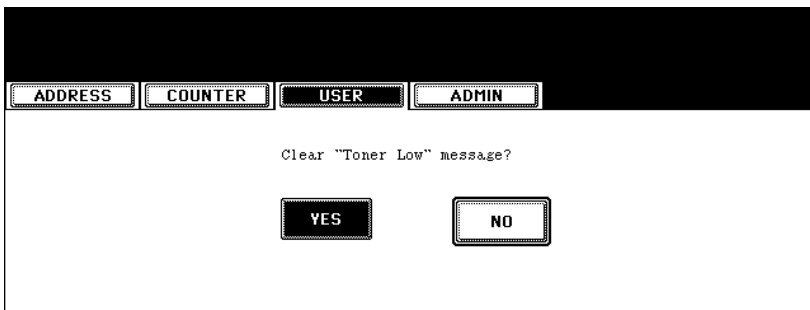 ADDRESS COUNTER USER ADMIN
Clear "Toner Low" message?
YES NO